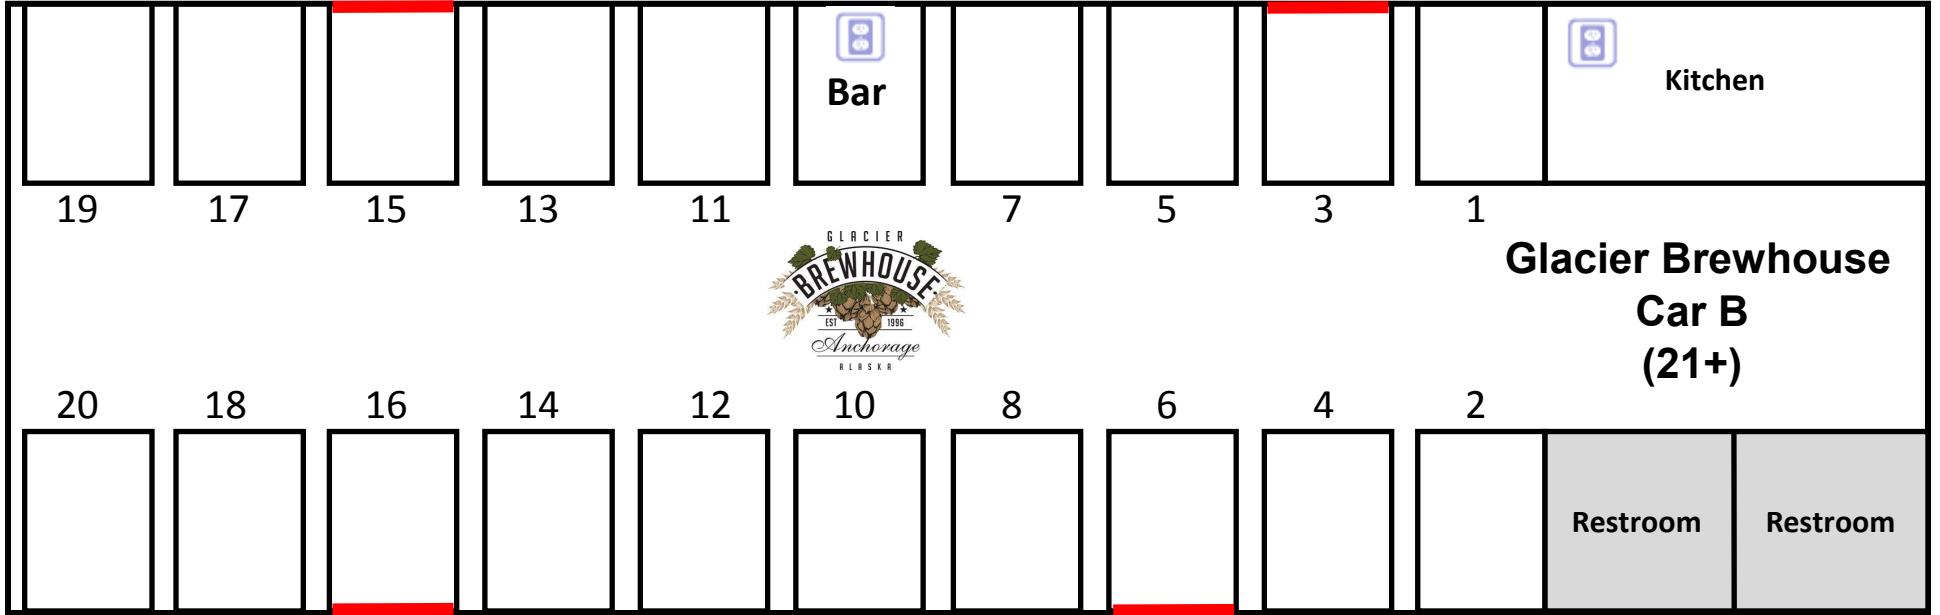 Bar
Kitchen
19 17 15 13 11 7 5 3 1
GLACIER
BREWHOUSE
EST 1996
Anchorage
ALASKA
Glacier Brewhouse
Car B
(21+)
20 18 16 14 12 10 8 6 4 2
Restroom Restroom